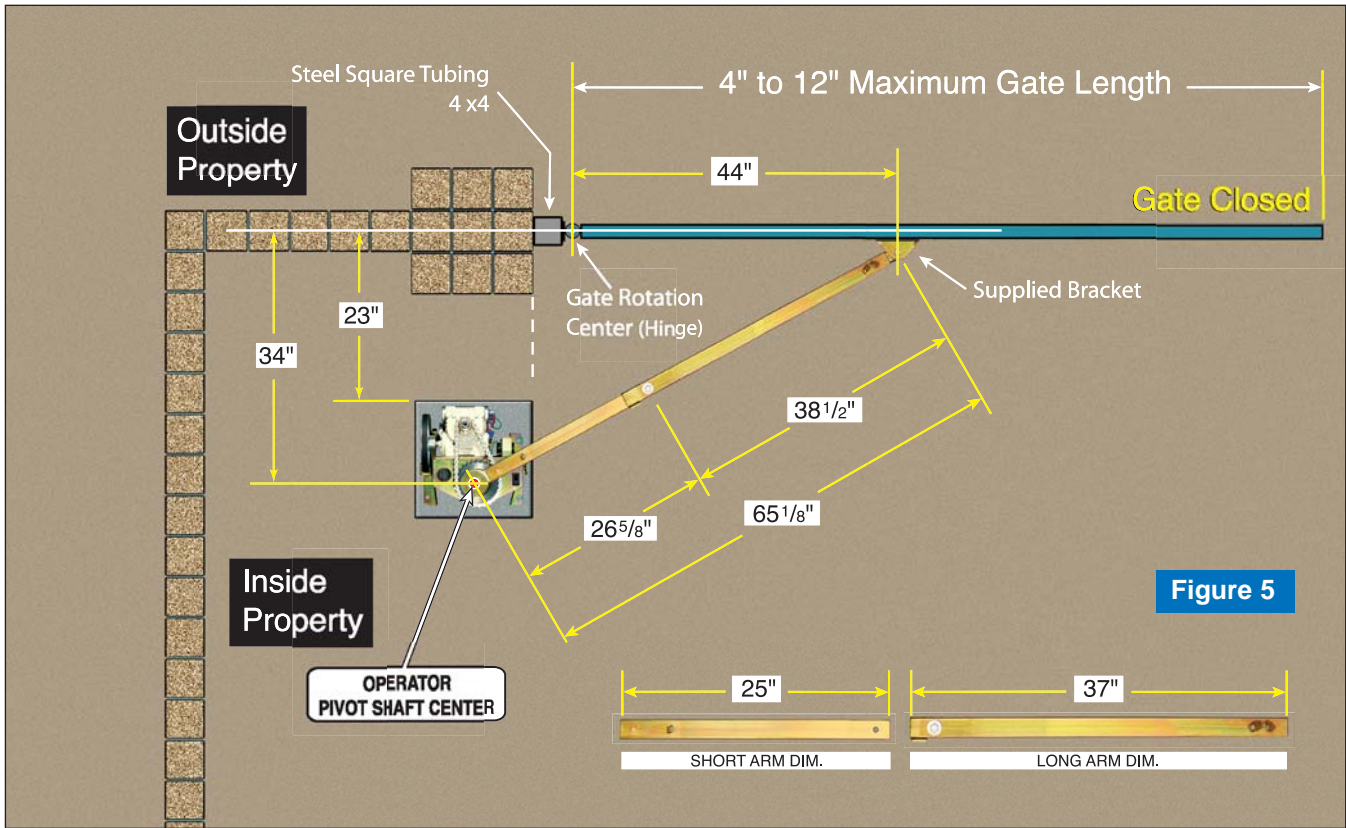 Steel Square Tubing
4 x4
4" to 12" Maximum Gate Length
Outside
Property
44"
Gate Closed
Gate Rotation
Center (Hinge)
Supplied Bracket
23"
34"
38 1/2"
65 1/8"
26 5/8"
Inside
Property
Figure 5
OPERATOR
PIVOT SHAFT CENTER
25"
37"
SHORT ARM DIM.
LONG ARM DIM.